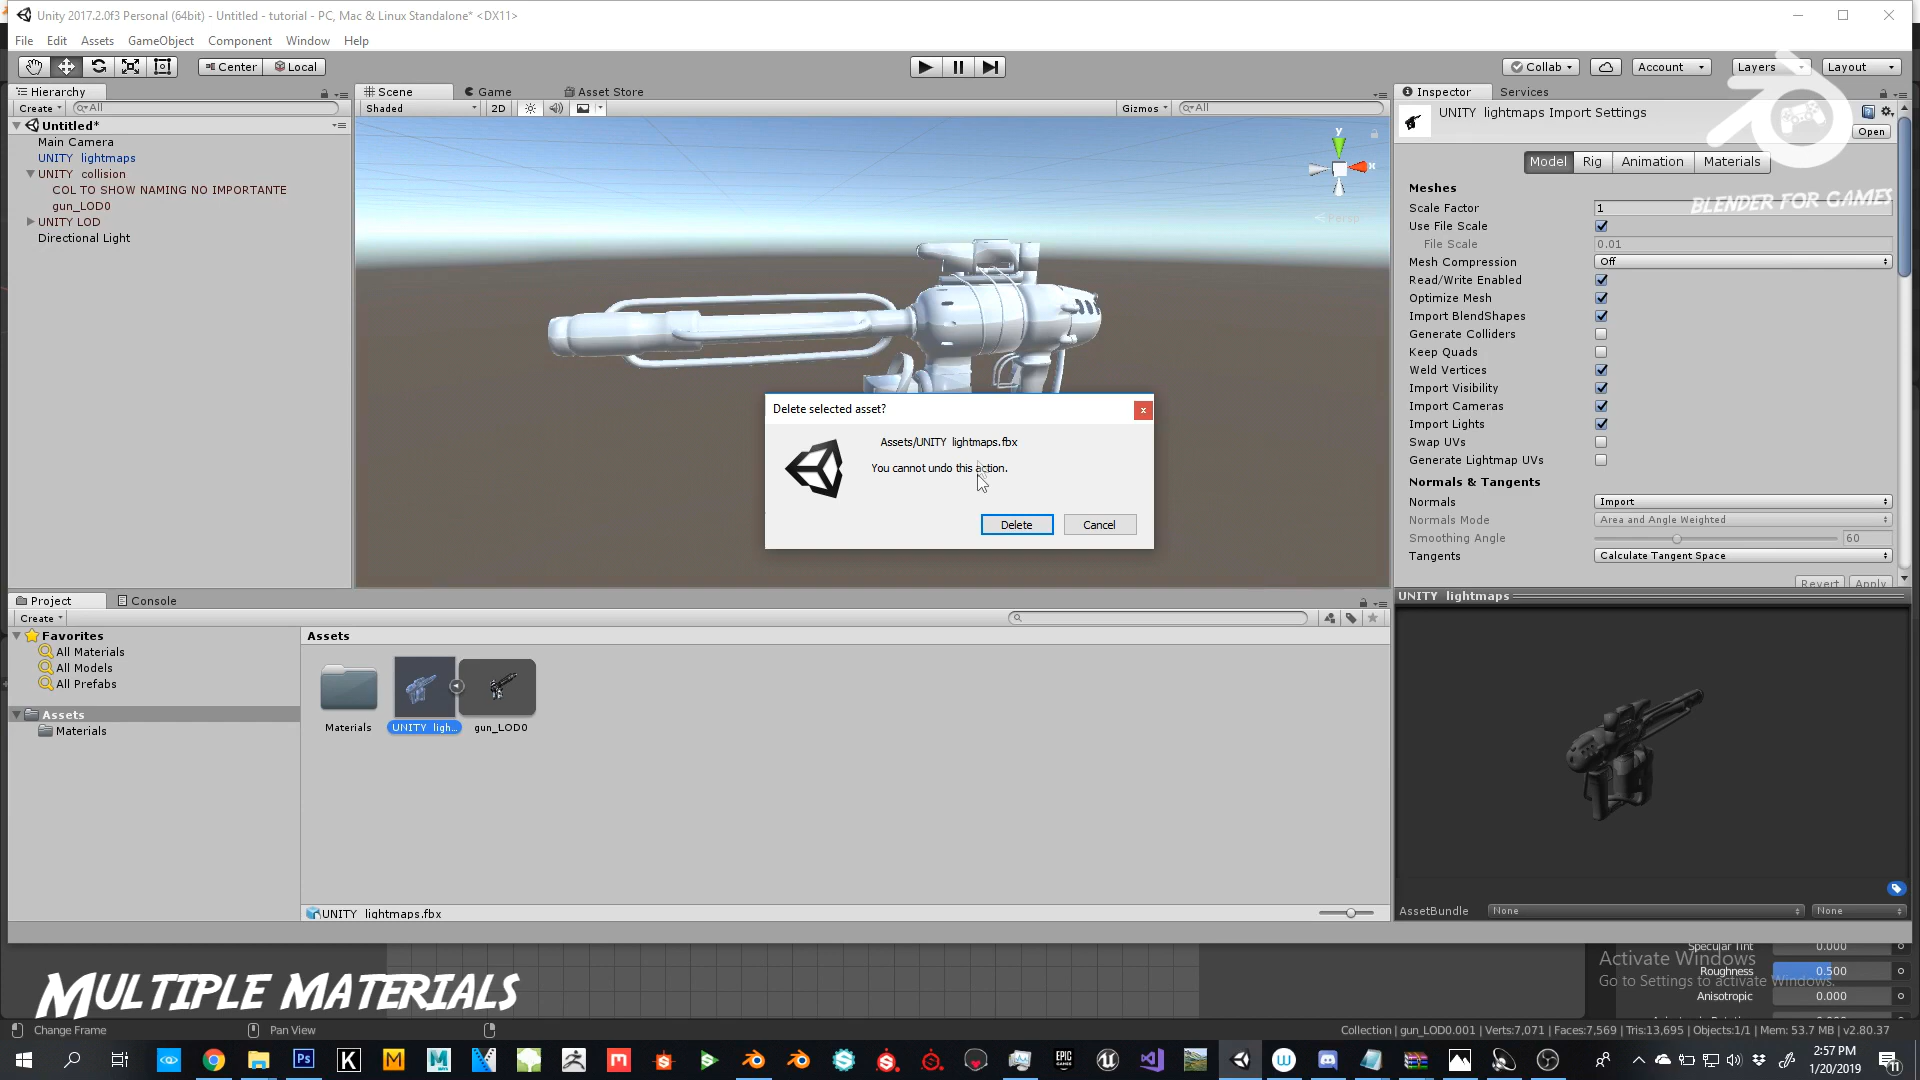 Unity 2017.2.0f3 Personal (64bit) - Untitled - tutorial - PC, Mac & Linux Standalone* <DX11>
File Edit Assets GameObject Component Window Help
Center Local
Collab Account Layers Layout
Hierarchy
Create All
Untitled*
Main Camera
UNITY lightmaps
UNITY collision
COL TO SHOW NAMING NO IMPORTANTE
gun_LOD0
UNITY LOD
Directional Light
Scene Game Asset Store
Shaded 2D Gizmos All
y
x
Persp
Delete selected asset?
x
Assets/UNITY lightmaps.fbx
You cannot undo this action.
Delete Cancel
Inspector Services
UNITY lightmaps Import Settings
Open
Model Rig Animation Materials
BLENDER FOR GAMES
Meshes
Scale Factor 1
Use File Scale
File Scale 0.01
Mesh Compression Off
Read/Write Enabled
Optimize Mesh
Import BlendShapes
Generate Colliders
Keep Quads
Weld Vertices
Import Visibility
Import Cameras
Import Lights
Swap UVs
Generate Lightmap UVs
Normals & Tangents
Normals Import
Normals Mode Area and Angle Weighted
Smoothing Angle 60
Tangents Calculate Tangent Space
Revert Apply
UNITY lightmaps
AssetBundle None None
Project Console
Create
Favorites
All Materials
All Models
All Prefabs
Assets
Materials
Assets
Materials UNITY ligh... gun_LOD0
UNITY lightmaps.fbx
Specular Tint 0.000
Activate Windows
Roughness 0.500
Go to Settings to activate Windows.
Anisotropic 0.000
MULTIPLE MATERIALS
Change Frame Pan View
Collection | gun_LOD0.001 | Verts:7,071 | Faces:7,569 | Tris:13,695 | Objects:1/1 | Mem: 53.7 MB | v2.80.37
Ps K M EPIC GAMES W
2:57 PM
1/20/2019
11